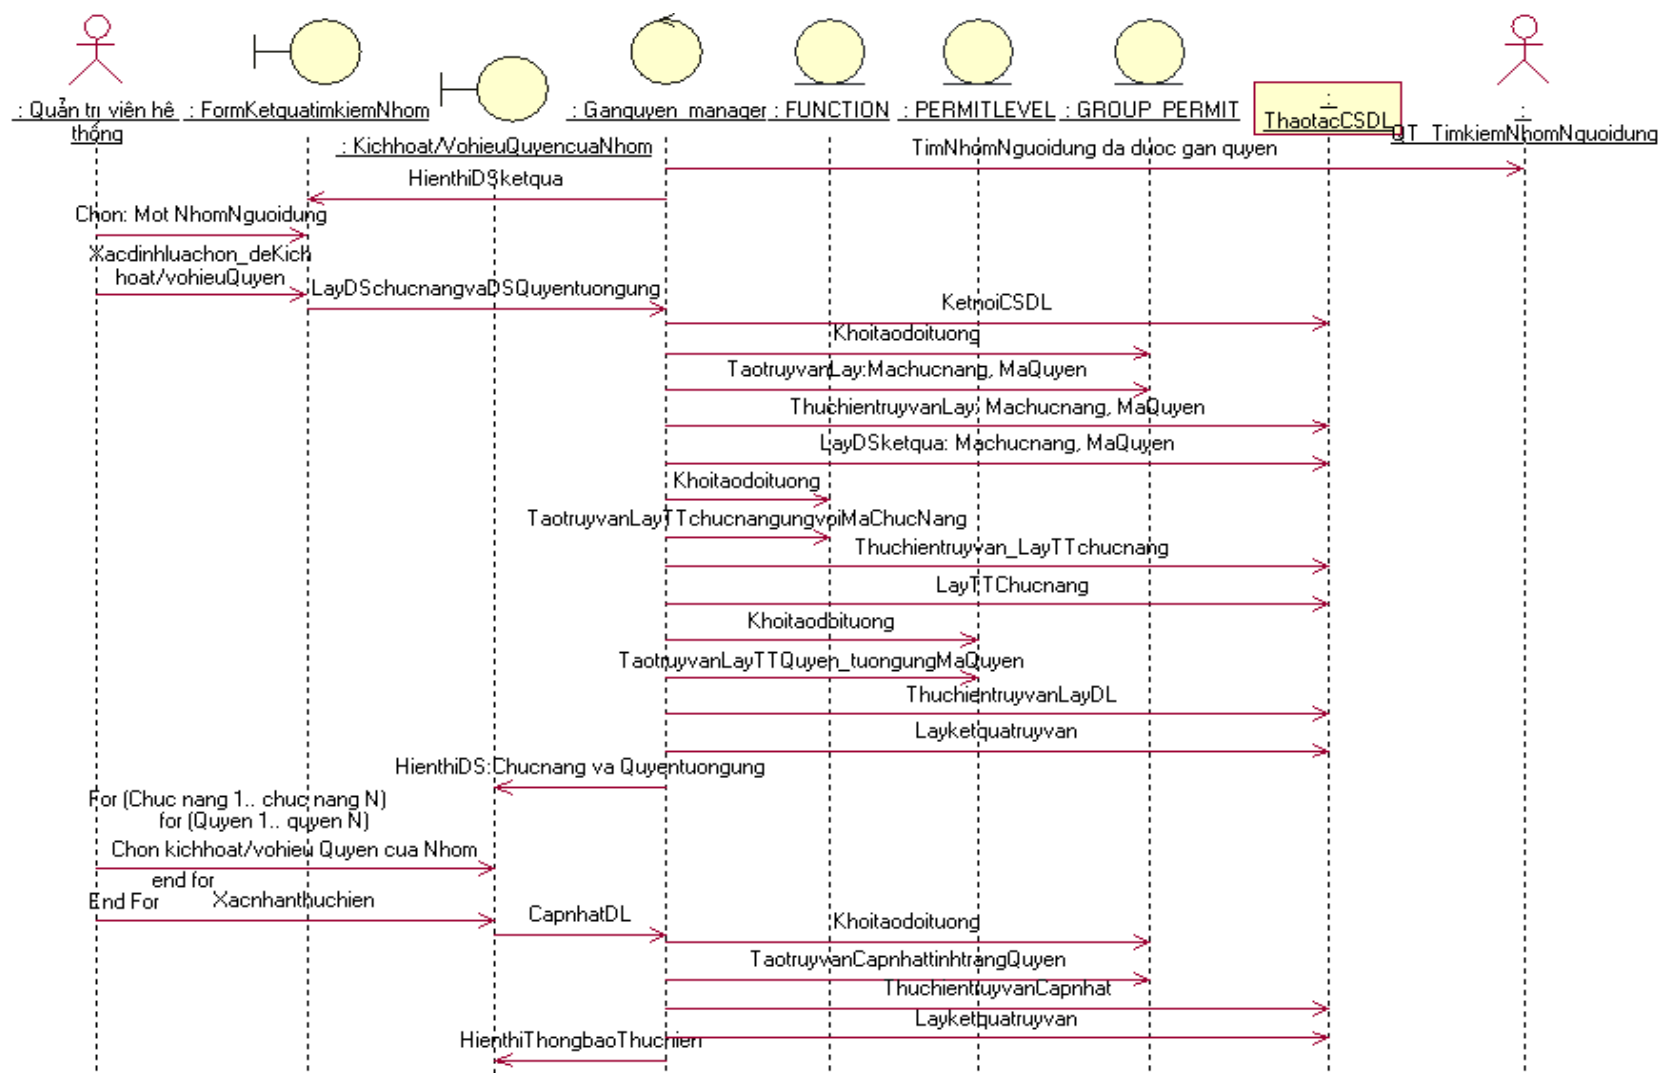 : Quản trị viên hệ
thống
: FormKetquatimkiemNhom
: Kichhoat/VohieuQuyencuaNhom
: Ganquyen_manager
: FUNCTION
: PERMITLEVEL
: GROUP_PERMIT
:
ThaotacCSDL
:
QT_TimkiemNhomNguoidung
TimNhomNguoidung da duoc gan quyen
HienthiDSketqua
Chon: Mot NhomNguoidung
Xacdinhluachon_deKich
hoat/vohieuQuyen
LayDSchucnangvaDSQuyentuongung
KetnoiCSDL
Khoitaodoituong
TaotruyvanLay:Machucnang, MaQuyen
ThuchientruyvanLay: Machucnang, MaQuyen
LayDSketqua: Machucnang, MaQuyen
Khoitaodoituong
TaotruyvanLayTTchucnangungvoiMaChucNang
Thuchientruyvan_LayTTchucnang
LayTTChucnang
Khoitaodoituong
TaotruyvanLayTTQuyen_tuongungMaQuyen
ThuchientruyvanLayDL
Layketquatruyvan
HienthiDS:Chucnang va Quyentuongung
For (Chuc nang 1.. chuc nang N)
for (Quyen 1.. quyen N)
Chon kichhoat/vohieu Quyen cua Nhom
end for
End For
Xacnhanthuchien
CapnhatDL
Khoitaodoituong
TaotruyvanCapnhattinhtrangQuyen
ThuchientruyvanCapnhat
Layketquatruyvan
HienthiThongbaoThuchien